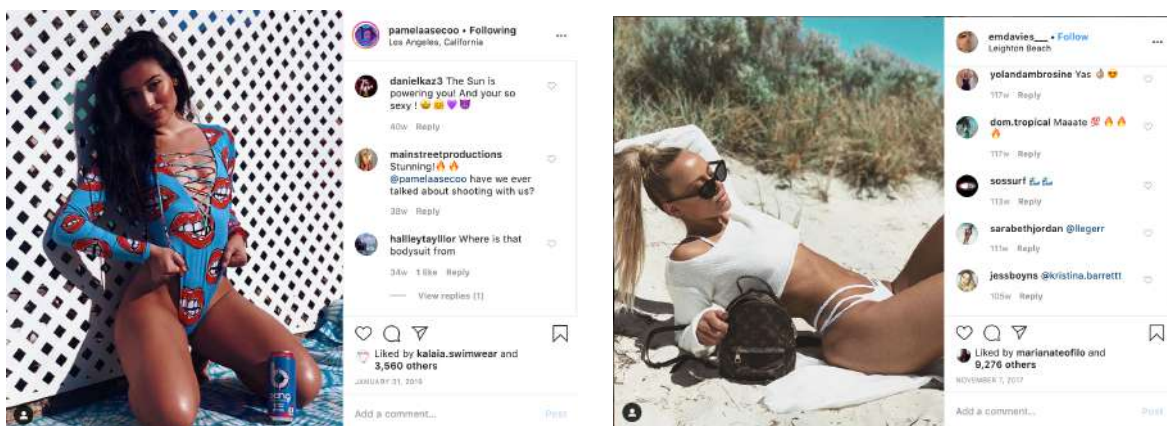 pamelaasecoo • Following
Los Angeles, California
danielkaz3 The Sun is
powering you! And your so
sexy !
40w Reply
mainstreetproductions
Stunning!🔥🔥
@pamelaasecoo have we ever
talked about shooting with us?
38w Reply
hallieytayllor Where is that
bodysuit from
34w 1 like Reply
View replies (1)
Liked by kalaia.swimwear and
3,560 others
JANUARY 31, 2019
Add a comment... Post
bang
emdavies___ • Follow
Leighton Beach
yolandambrosine Yas 👌😍
117w Reply
dom.tropical Maaate 💯🔥🔥
🔥
117w Reply
sossurf
113w Reply
sarabethjordan @llegerr
111w Reply
jessboyns @kristina.barrettt
105w Reply
Liked by marianateofilo and
9,276 others
NOVEMBER 7, 2017
Add a comment... Post